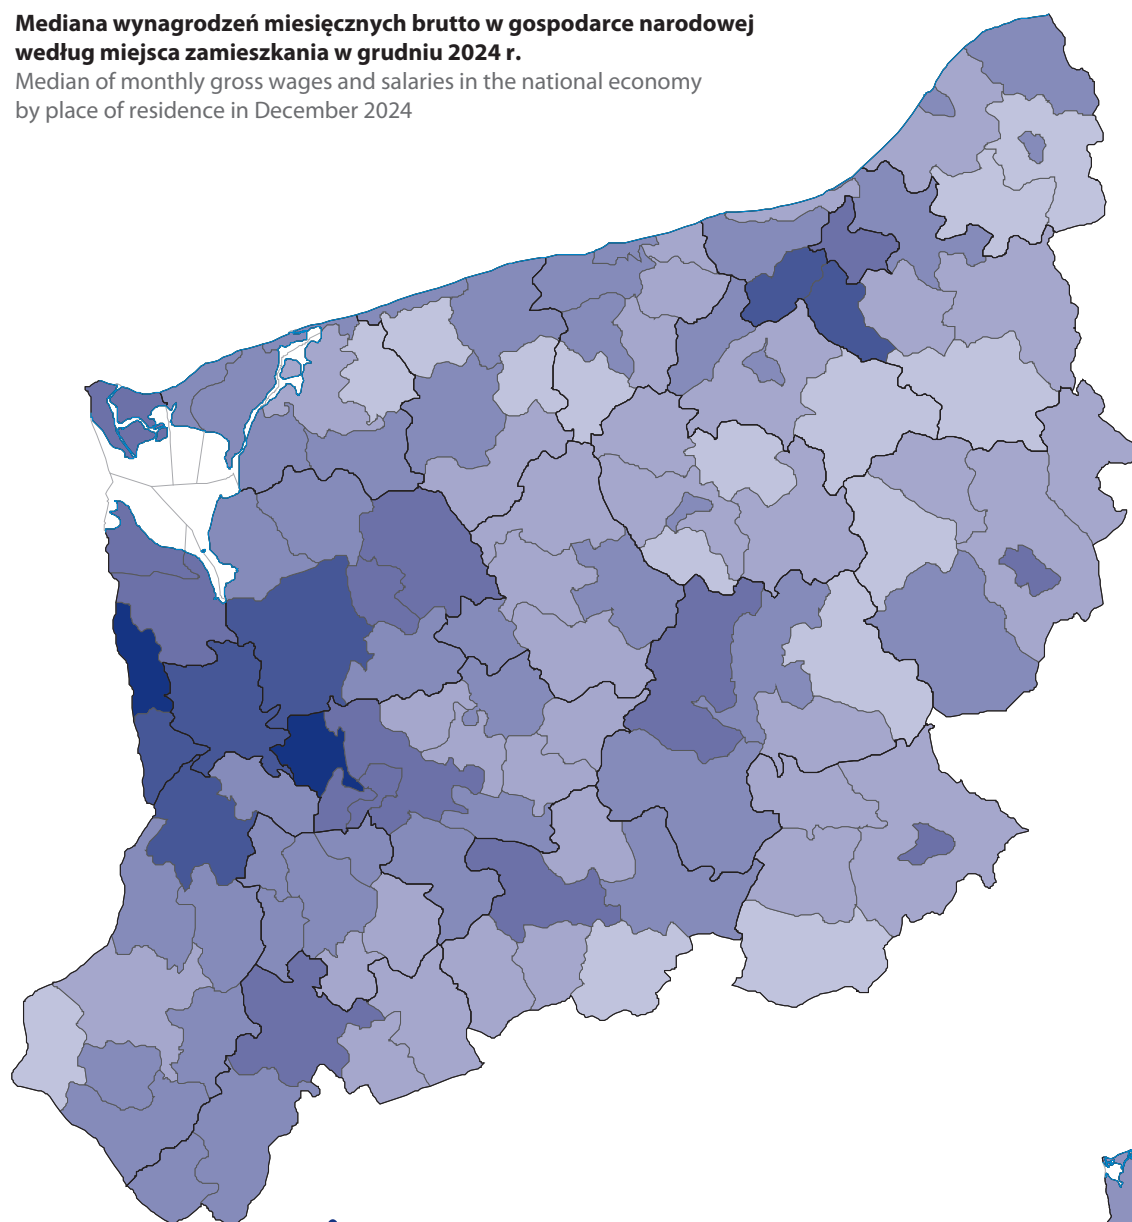 Mediana wynagrodzeń miesięcznych brutto w gospodarce narodowej
według miejsca zamieszkania w grudniu 2024 r.
Median of monthly gross wages and salaries in the national economy
by place of residence in December 2024